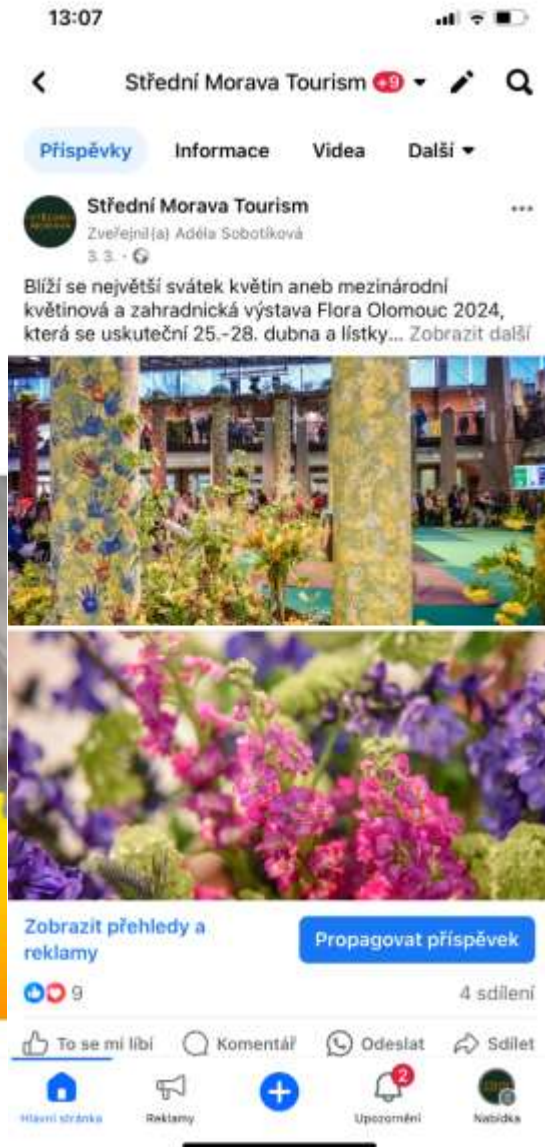 13:07
Střední Morava Tourism +9
Příspěvky Informace Videa Další
Střední Morava Tourism
Zveřejnil(a) Adéla Sobotíková
3. 3. ·
Blíží se největší svátek květin aneb mezinárodní
květinová a zahradnická výstava Flora Olomouc 2024,
která se uskuteční 25.-28. dubna a lístky... Zobrazit další
Zobrazit přehledy a
reklamy
Propagovat příspěvek
9 4 sdílení
To se mi líbí Komentář Odeslat Sdílet
2
Hlavní stránka Reklamy Upozornění Nabídka